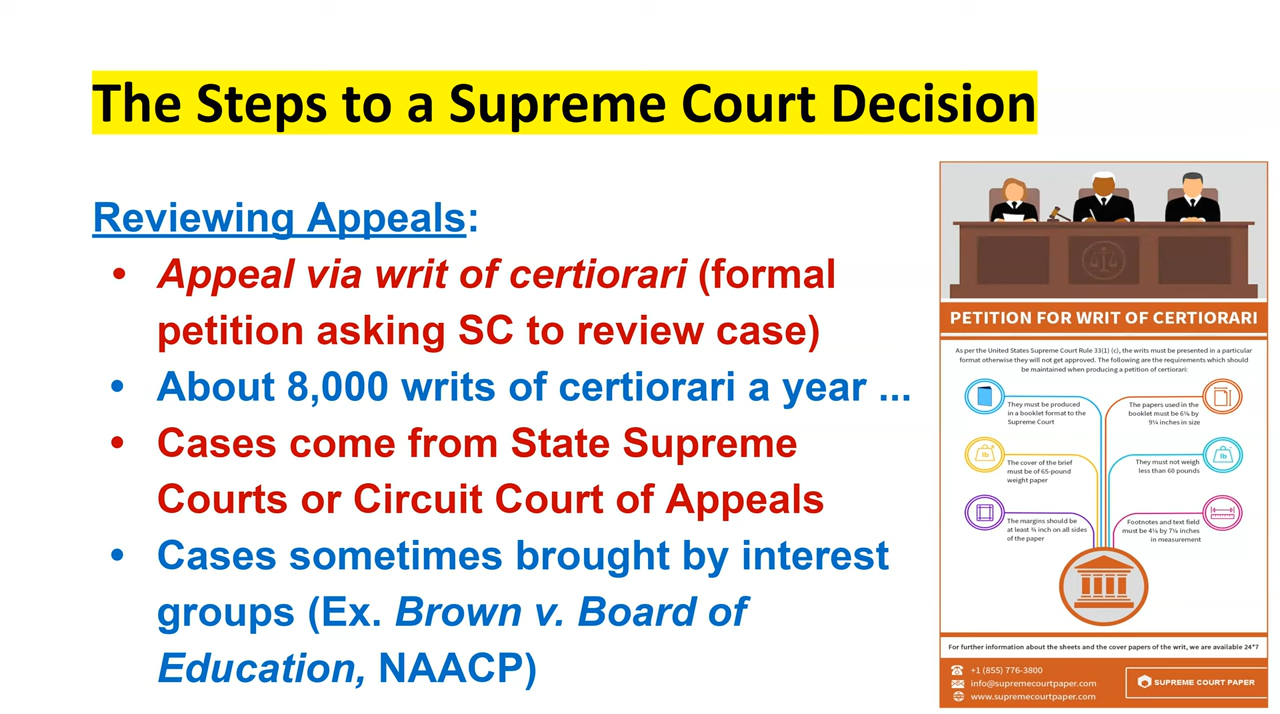 The Steps to a Supreme Court Decision
Reviewing Appeals:
• Appeal via writ of certiorari (formal
petition asking SC to review case)
• About 8,000 writs of certiorari a year ...
• Cases come from State Supreme
Courts or Circuit Court of Appeals
• Cases sometimes brought by interest
groups (Ex. Brown v. Board of
Education, NAACP)
PETITION FOR WRIT OF CERTIORARI
As per the United States Supreme Court Rule 33(1) (c), the writs must be presented in a particular
format otherwise they will not get approved. The following are the requirements which should
be maintained when producing a petition of certiorari:
They must be produced
in a booklet format to the
Supreme Court
The papers used in the
booklet must be 6⅛ by
9¼ inches in size
lb
The cover of the brief
must be of 65-pound
weight paper
They must not weigh
less than 60 pounds
lb
The margins should be
at least ¾ inch on all sides
of the paper
Footnotes and text field
must be 4⅛ by 7⅛ inches
in measurement
For further information about the sheets and the cover papers of the writ, we are available 24*7
+1 (855) 776-3800
info@supremecourtpaper.com
www.supremecourtpaper.com
SUPREME COURT PAPER